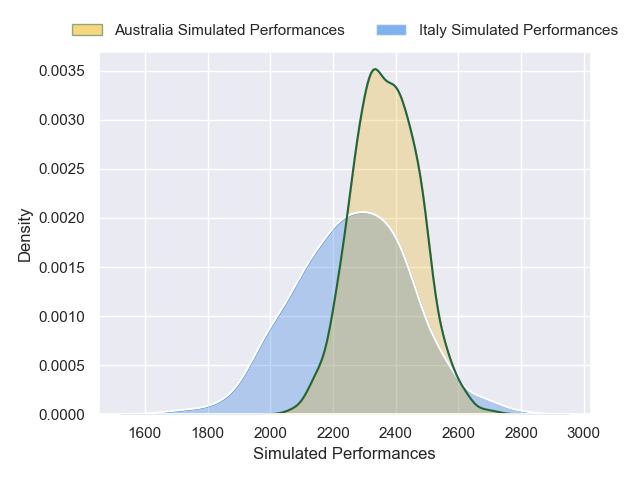 Australia Simulated Performances Italy Simulated Performances
0.0035
0.0030
0.0025
0.0020
0.0015
0.0010
0.0005
0.0000
Density
1600 1800 2000 2200 2400 2600 2800 3000
Simulated Performances